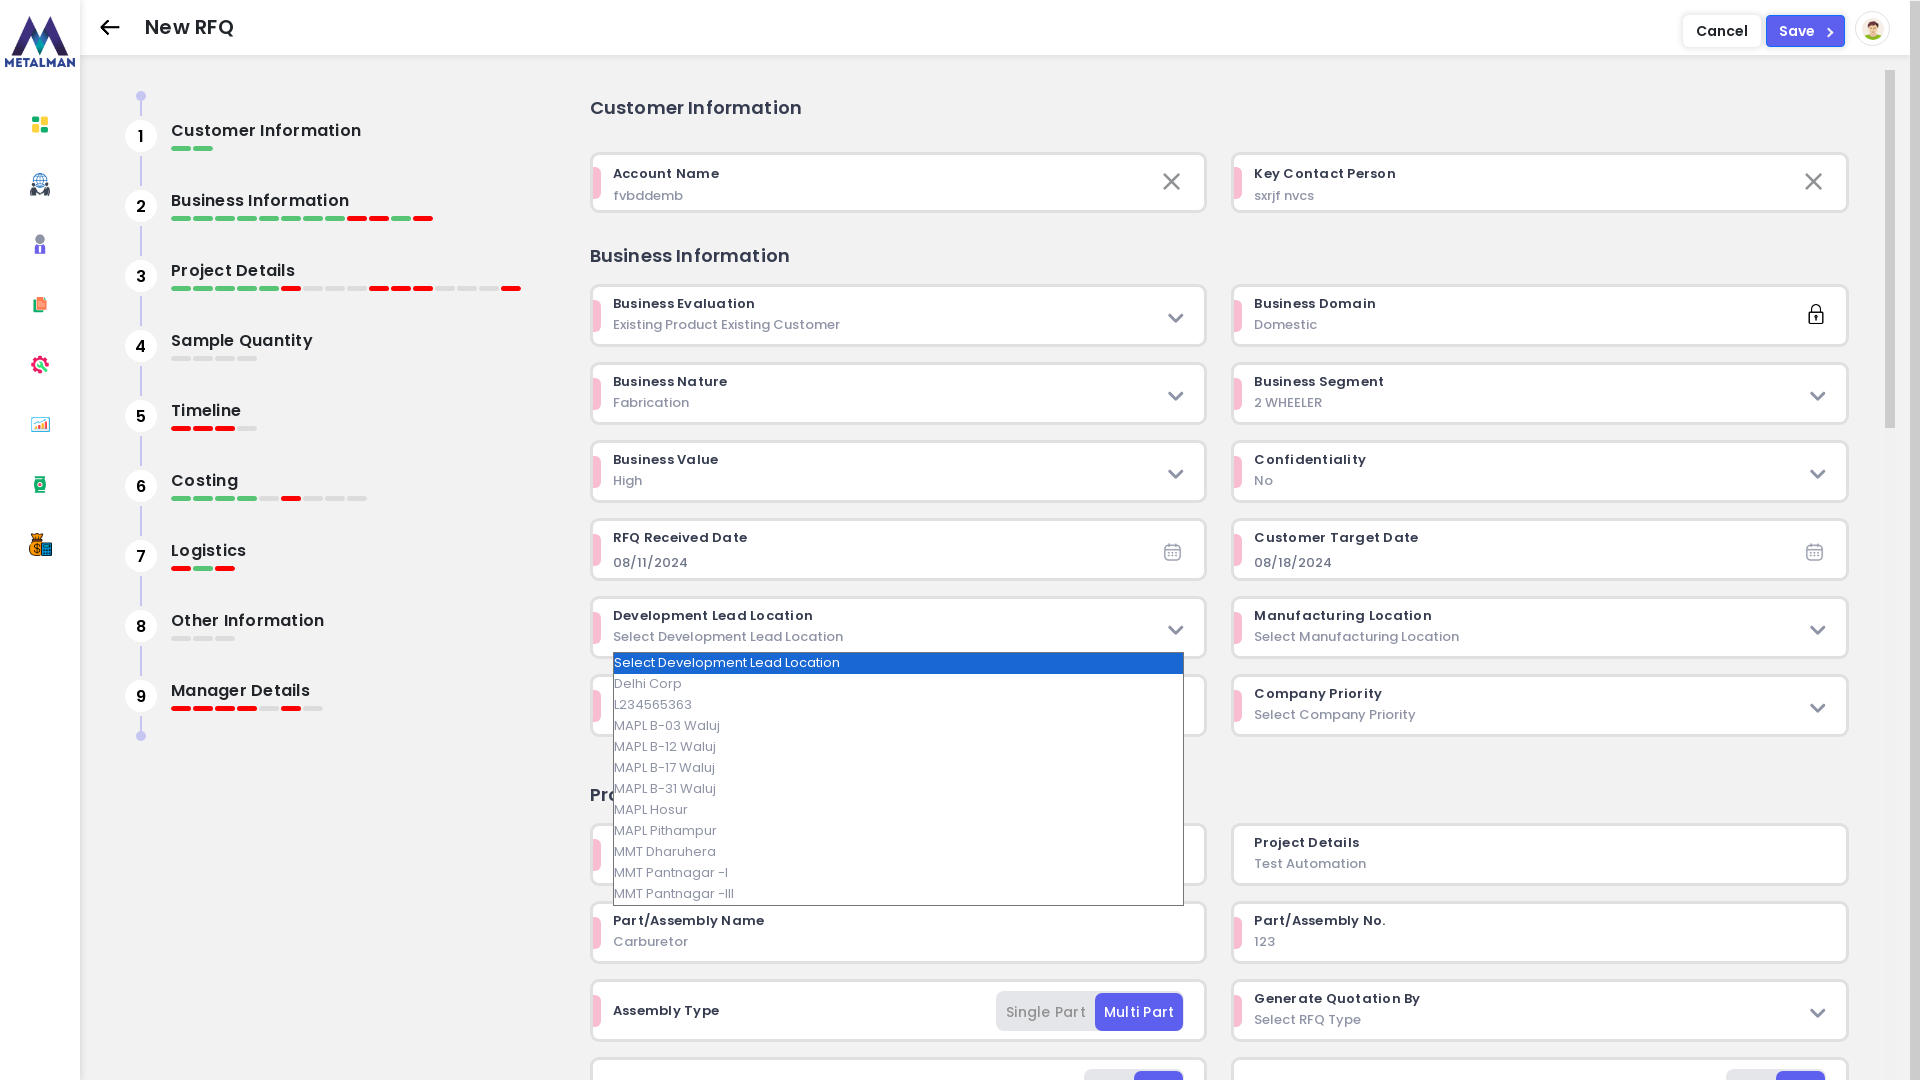 METALMAN
New RFQ
Cancel
Save
1
Customer Information
2
Business Information
3
Project Details
4
Sample Quantity
5
Timeline
6
Costing
7
Logistics
8
Other Information
9
Manager Details
Customer Information
Account Name
fvbddemb
Key Contact Person
sxrjf nvcs
Business Information
Business Evaluation
Existing Product Existing Customer
Business Domain
Domestic
Business Nature
Fabrication
Business Segment
2 WHEELER
Business Value
High
Confidentiality
No
RFQ Received Date
08/11/2024
Customer Target Date
08/18/2024
Development Lead Location
Select Development Lead Location
Manufacturing Location
Select Manufacturing Location
Select Development Lead Location
Delhi Corp
L234565363
MAPL B-03 Waluj
MAPL B-12 Waluj
MAPL B-17 Waluj
MAPL B-31 Waluj
MAPL Hosur
MAPL Pithampur
MMT Dharuhera
MMT Pantnagar -I
MMT Pantnagar -III
Company Priority
Select Company Priority
Project Details
Test Automation
Part/Assembly Name
Carburetor
Part/Assembly No.
123
Assembly Type
Single Part
Multi Part
Generate Quotation By
Select RFQ Type